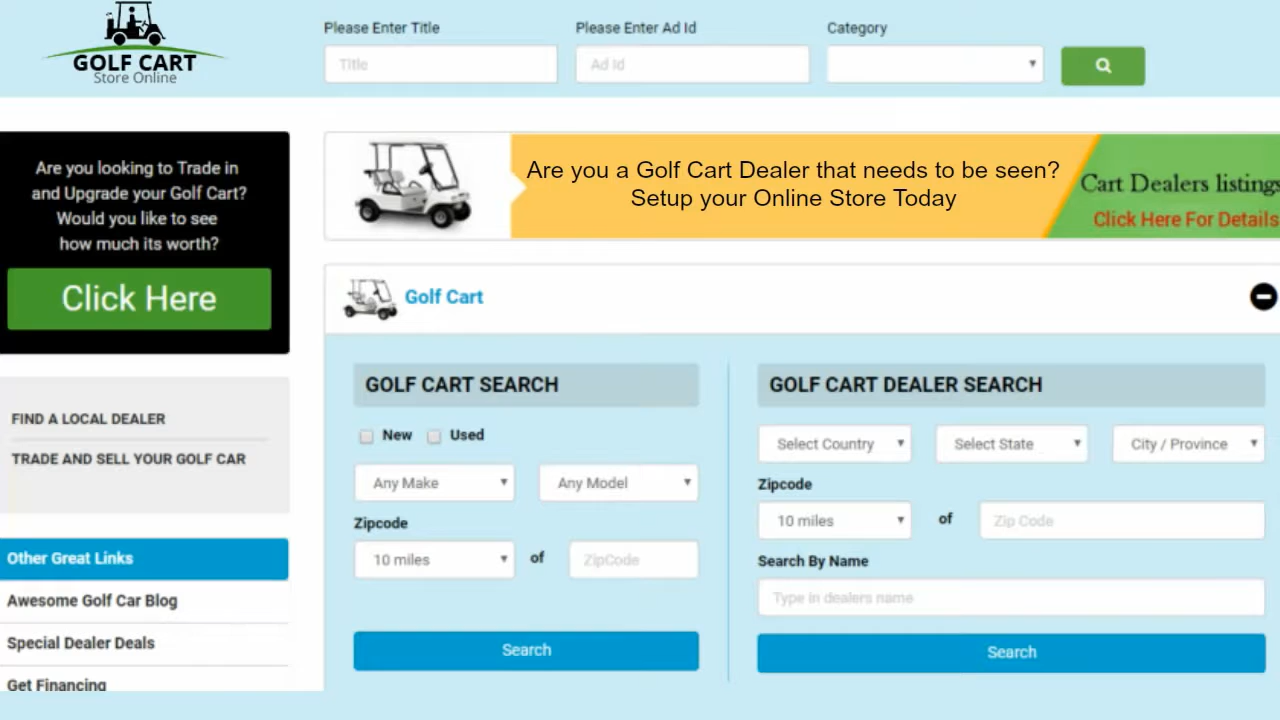 GOLF CART
Store Online
Please Enter Title
Please Enter Ad Id
Category
Title
Ad Id
Are you looking to Trade in
and Upgrade your Golf Cart?
Would you like to see
how much its worth?
Click Here
Are you a Golf Cart Dealer that needs to be seen?
Setup your Online Store Today
Cart Dealers listings
Click Here For Details
FIND A LOCAL DEALER
TRADE AND SELL YOUR GOLF CAR
Other Great Links
Awesome Golf Car Blog
Special Dealer Deals
Get Financing
Golf Cart
GOLF CART SEARCH
New Used
Any Make Any Model
Zipcode
10 miles of ZipCode
Search
GOLF CART DEALER SEARCH
Select Country Select State City / Province
Zipcode
10 miles of Zip Code
Search By Name
Type in dealers name
Search